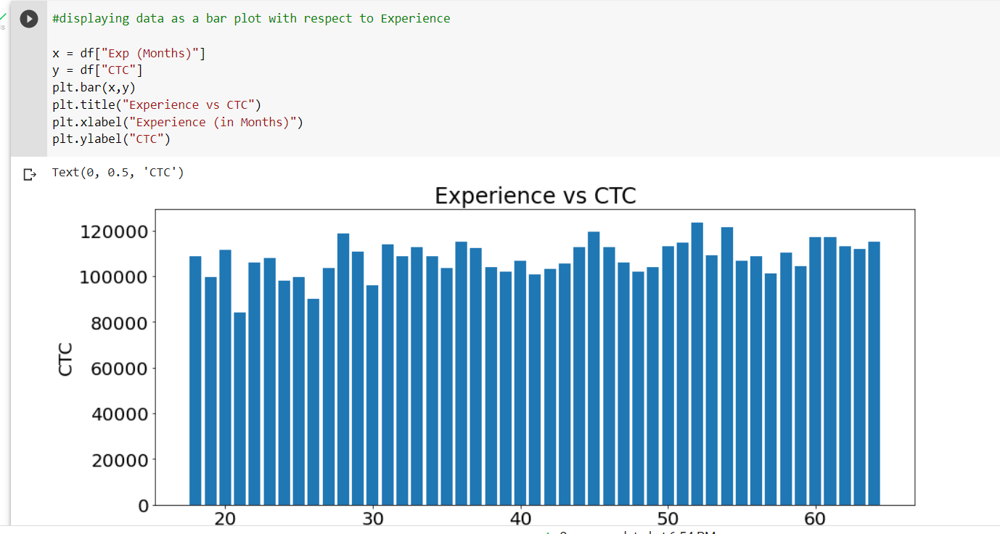 #displaying data as a bar plot with respect to Experience
x = df["Exp (Months)"]
y = df["CTC"]
plt.bar(x,y)
plt.title("Experience vs CTC")
plt.xlabel("Experience (in Months)")
plt.ylabel("CTC")
Text(0, 0.5, 'CTC')
Experience vs CTC
120000
100000
80000
60000
40000
20000
0
CTC
20 30 40 50 60